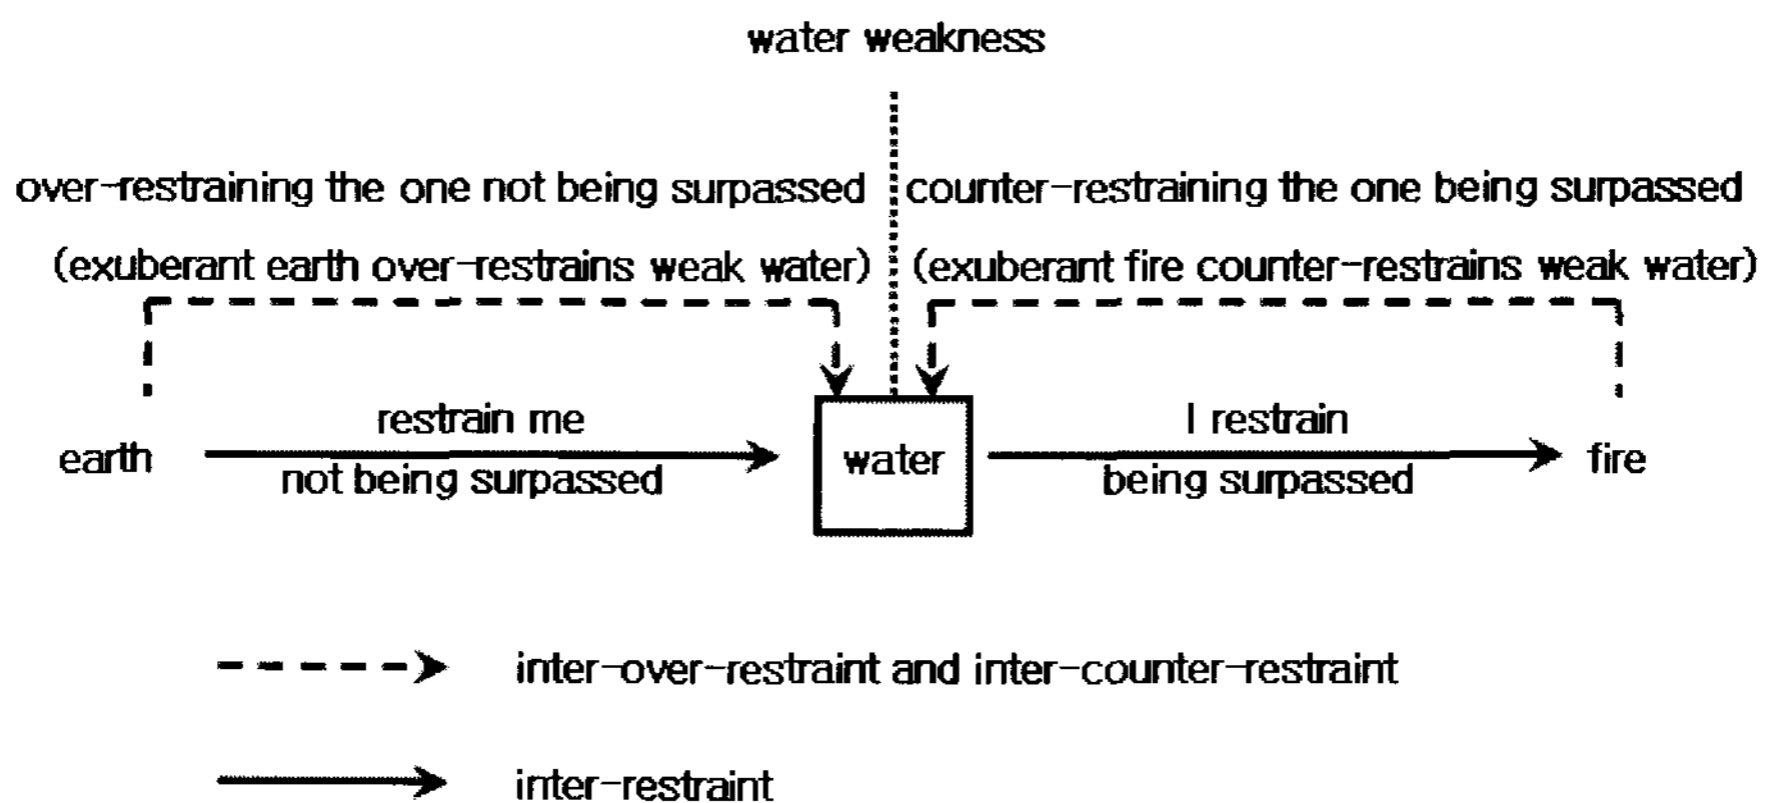 water weakness
over-restraining the one not being surpassed
counter-restraining the one being surpassed
(exuberant earth over-restrains weak water)
(exuberant fire counter-restrains weak water)
restrain me
I restrain
earth
water
fire
not being surpassed
being surpassed
inter-over-restraint and inter-counter-restraint
inter-restraint